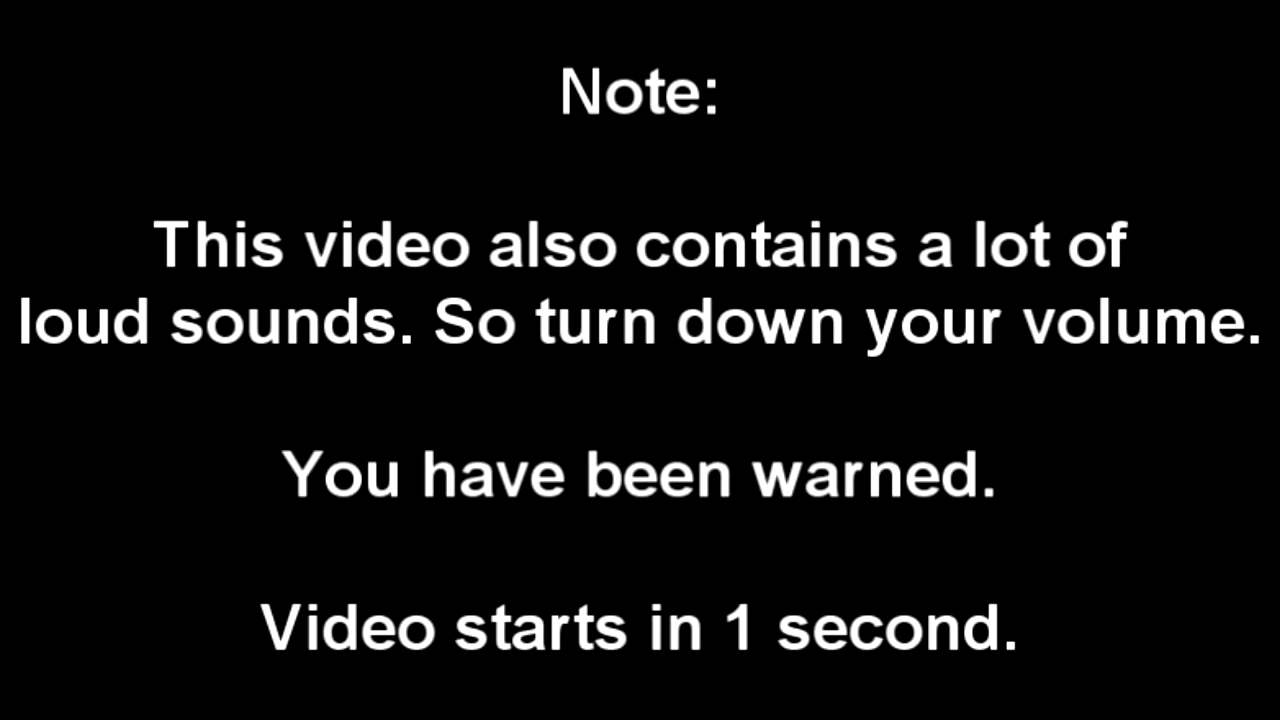 Note:
This video also contains a lot of
loud sounds. So turn down your volume.
You have been warned.
Video starts in 1 second.